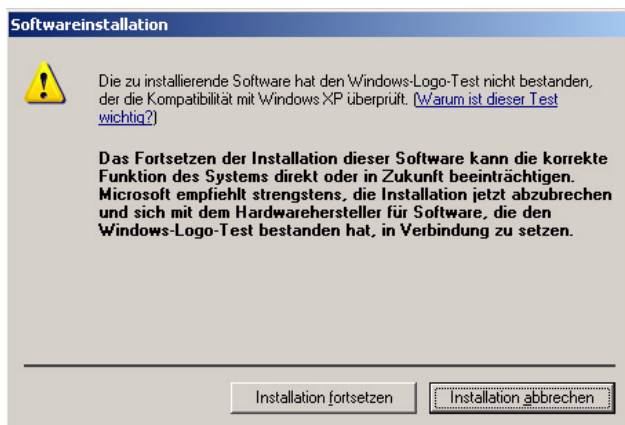 Softwareinstallation
Die zu installierende Software hat den Windows-Logo-Test nicht bestanden,
der die Kompatibilität mit Windows XP überprüft. (Warum ist dieser Test
wichtig?)
Das Fortsetzen der Installation dieser Software kann die korrekte
Funktion des Systems direkt oder in Zukunft beeinträchtigen.
Microsoft empfiehlt strengstens, die Installation jetzt abzubrechen
und sich mit dem Hardwarehersteller für Software, die den
Windows-Logo-Test bestanden hat, in Verbindung zu setzen.
Installation fortsetzen
Installation abbrechen